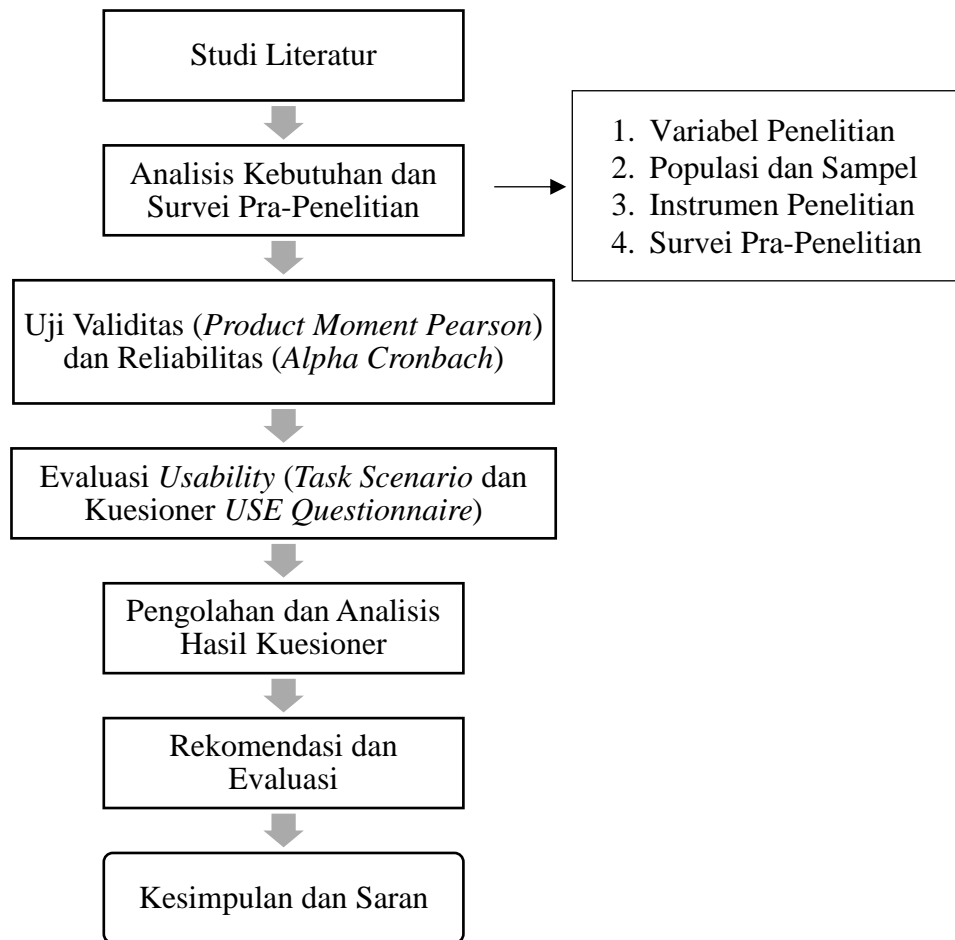 Studi Literatur
Analisis Kebutuhan dan
Survei Pra-Penelitian
1. Variabel Penelitian
2. Populasi dan Sampel
3. Instrumen Penelitian
4. Survei Pra-Penelitian
Uji Validitas (Product Moment Pearson)
dan Reliabilitas (Alpha Cronbach)
Evaluasi Usability (Task Scenario dan
Kuesioner USE Questionnaire)
Pengolahan dan Analisis
Hasil Kuesioner
Rekomendasi dan
Evaluasi
Kesimpulan dan Saran